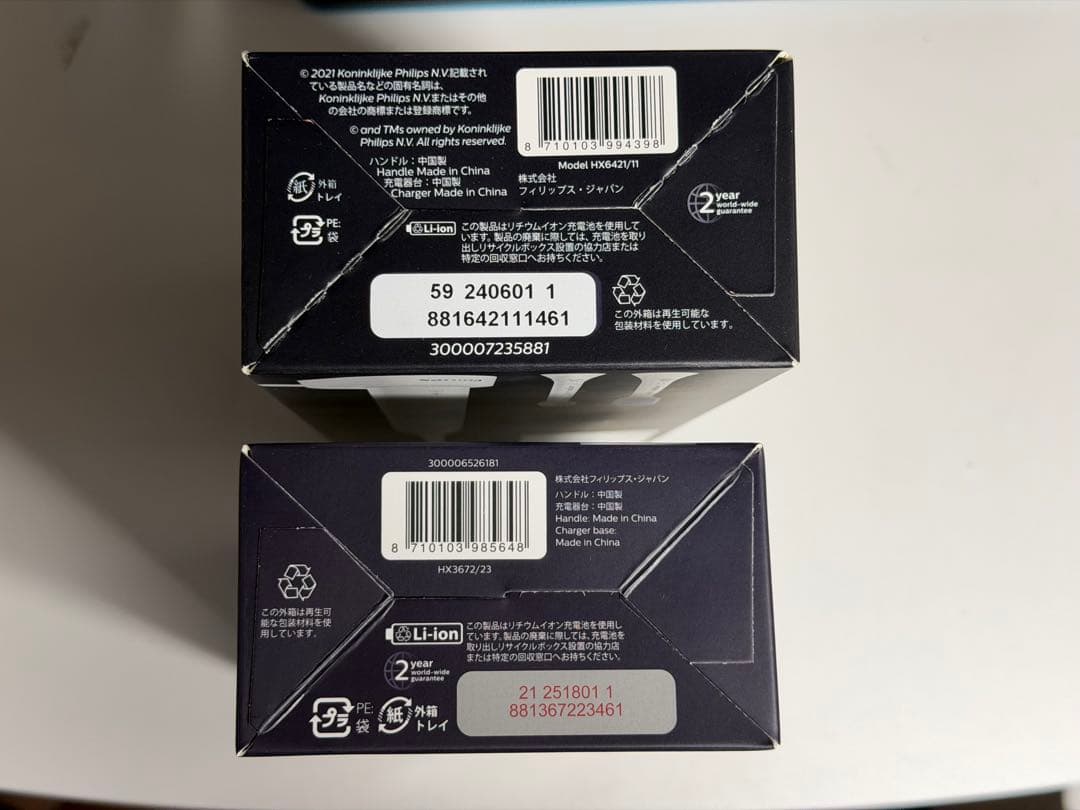 © 2021 Koninklijke Philips N.V.記載され
ている製品名などの固有名詞は、
Koninklijke Philips N.V.またはその他
の会社の商標または登録商標です。
© and TMs owned by Koninklijke
Philips N.V. All rights reserved.
ハンドル：中国製
Handle Made in China
充電器台：中国製
Charger Made in China
8 710103 994398
Model HX6421/11
株式会社
フィリップス・ジャパン
紙
外箱
トレイ
プラ
PE:
袋
2 year
world-wide
guarantee
Li-ion
この製品はリチウムイオン充電池を使用して
います。製品の廃棄に際しては、充電池を取り
出しリサイクルボックス設置の協力店または
特定の回収窓口へお持ちください。
59 240601 1
881642111461
300007235881
この外箱は再生可能な
包装材料を使用しています。
300006526181
8 710103 985648
HX3672/23
株式会社フィリップス・ジャパン
ハンドル：中国製
充電器台：中国製
Handle: Made in China
Charger base:
Made in China
この外箱は再生可
能な包装材料を使
用しています。
Li-ion
この製品はリチウムイオン充電池を使用し
ています。製品の廃棄に際しては、充電池を
取り出しリサイクルボックス設置の協力店
または特定の回収窓口へお持ちください。
2 year
world-wide
guarantee
プラ
PE:
袋
紙
外箱
トレイ
21 251801 1
881367223461